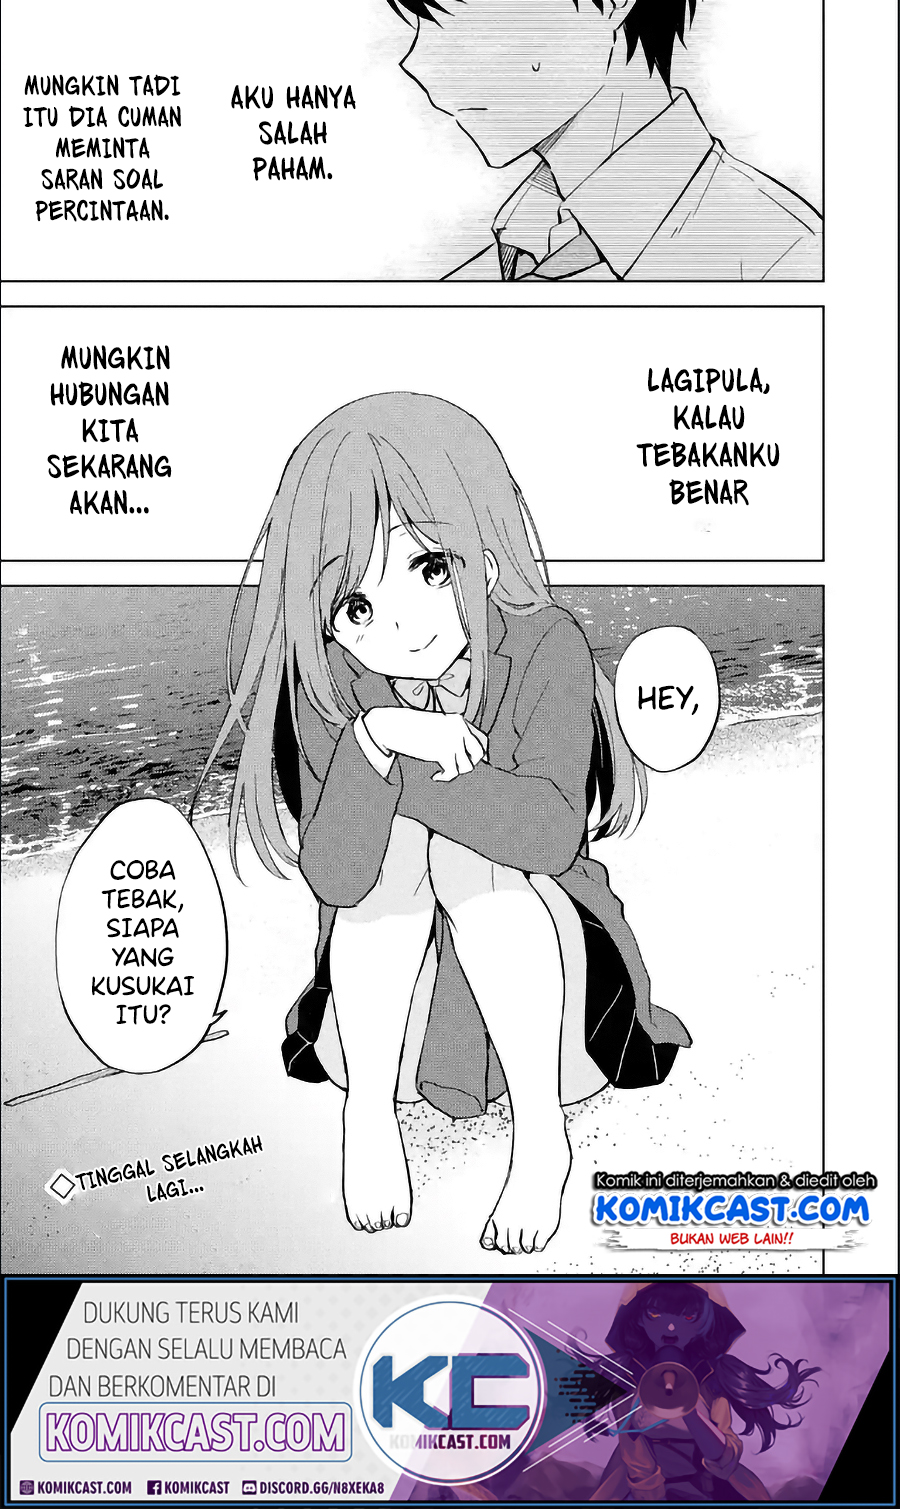 AKU HANYA
SALAH
PAHAM.
MUNGKIN TADI
ITU DIA CUMAN
MEMINTA
SARAN SOAL
PERCINTAAN.
LAGIPULA,
KALAU
TEBAKANKU
BENAR
MUNGKIN
HUBUNGAN
KITA
SEKARANG
AKAN...
HEY,
COBA
TEBAK,
SIAPA
YANG
KUSUKAI
ITU?
TINGGAL SELANGKAH
LAGI...
Komik ini diterjemahkan & diedit oleh
KOMIKCAST.COM
BUKAN WEB LAIN!!
DUKUNG TERUS KAMI
DENGAN SELALU MEMBACA
DAN BERKOMENTAR DI
KOMIKCAST.COM
KOMIKCAST.COM KOMIKCAST DISCORD.GG/N8XEKA8
KC
KOMIKCAST.COM